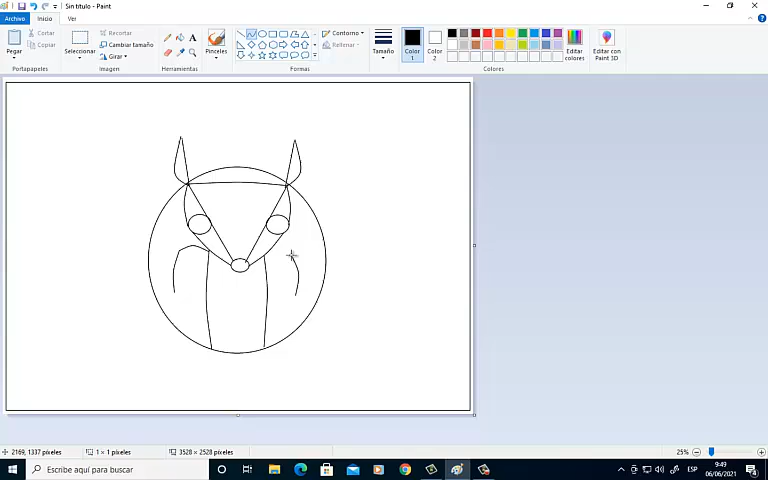 Sin título - Paint
Archivo Inicio Ver
Pegar
Cortar
Copiar
Portapapeles
Seleccionar
Recortar
Cambiar tamaño
Girar
Imagen
A
Herramientas
Pinceles
Contorno
Rellenar
Formas
Tamaño
Color 1
Color 2
Colores
Editar colores
Editar con Paint 3D
2169, 1337 píxeles 1 × 1 píxeles 3528 × 2528 píxeles 25%
Escribe aquí para buscar
ESP
9:49
06/06/2021